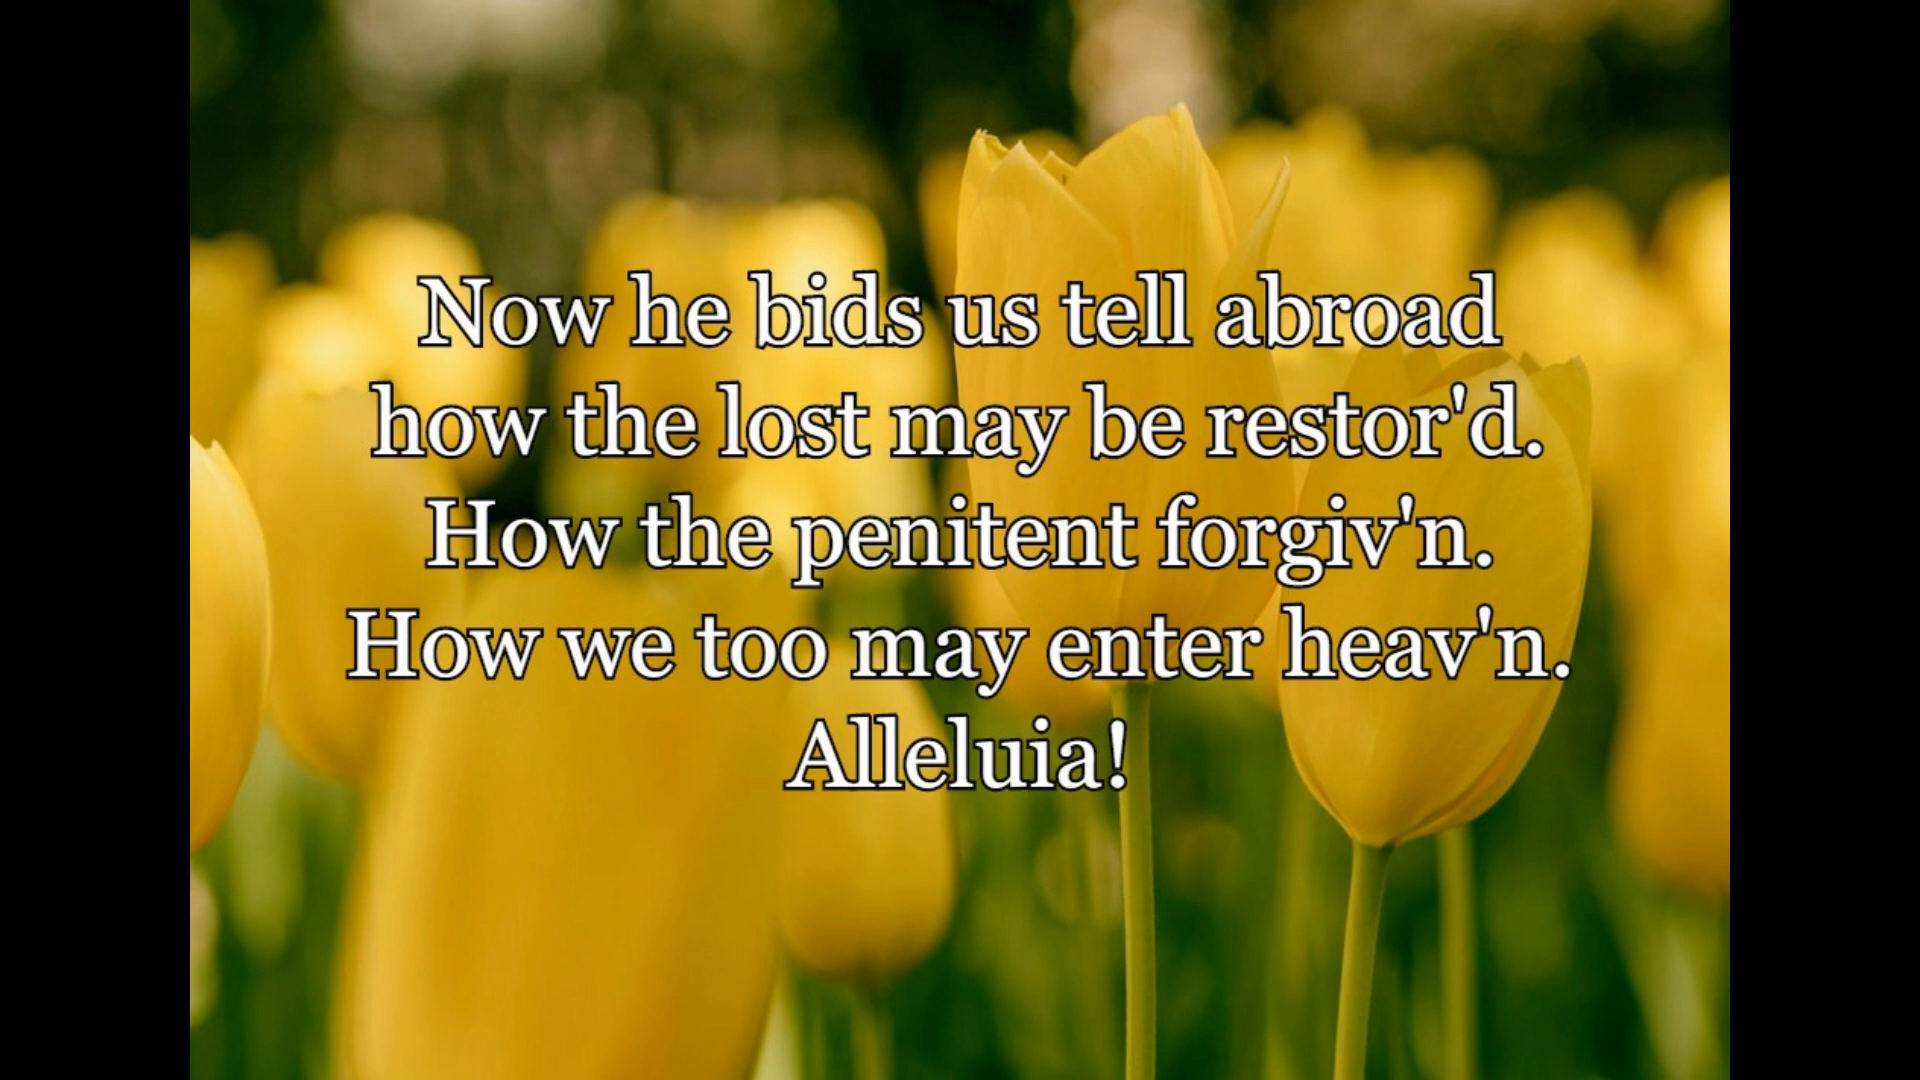 Now he bids us tell abroad
how the lost may be restor'd.
How the penitent forgiv'n.
How we too may enter heav'n.
Alleluia!